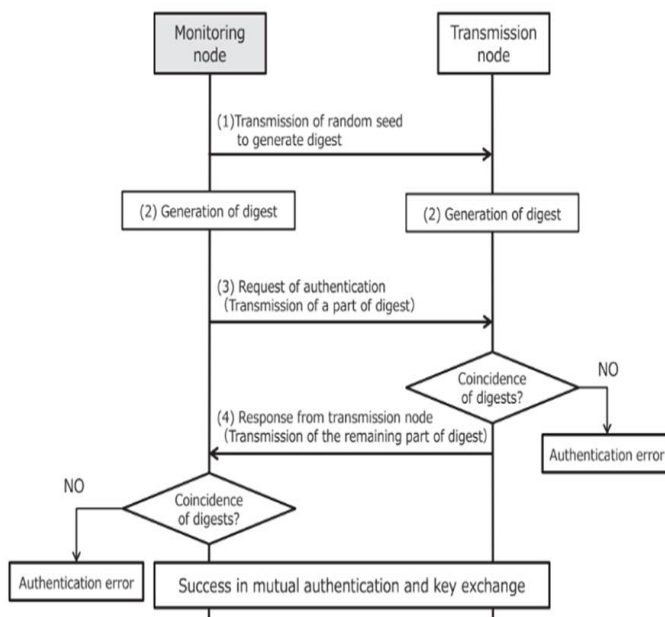 Monitoring
node
Transmission
node
(1)Transmission of random seed
to generate digest
(2) Generation of digest
(2) Generation of digest
(3) Request of authentication
(Transmission of a part of digest)
Coincidence
of digests?
NO
Authentication error
(4) Response from transmission node
(Transmission of the remaining part of digest)
NO
Coincidence
of digests?
Authentication error
Success in mutual authentication and key exchange